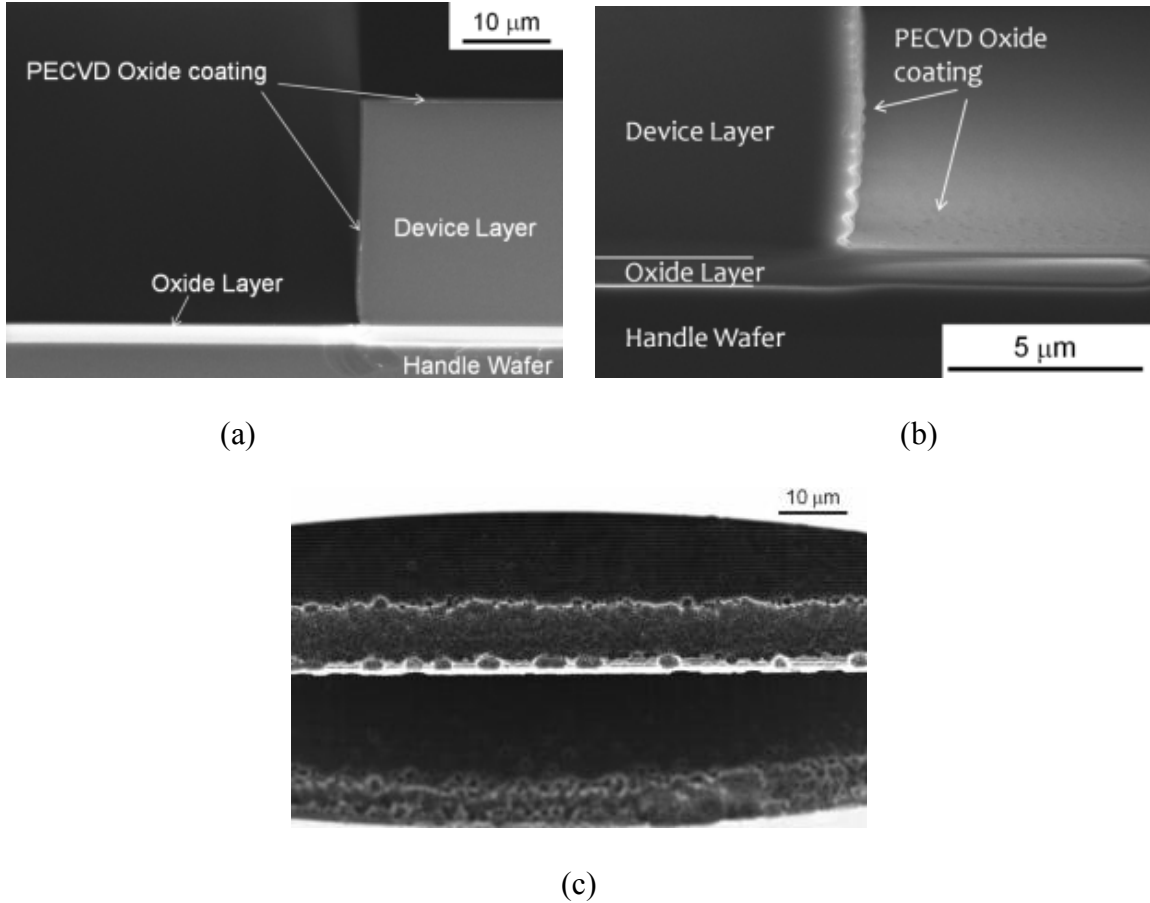 10 μm
PECVD Oxide coating
Device Layer
Oxide Layer
Handle Wafer
(a)
PECVD Oxide
coating
Device Layer
Oxide Layer
Handle Wafer
5 μm
(b)
10 μm
(c)